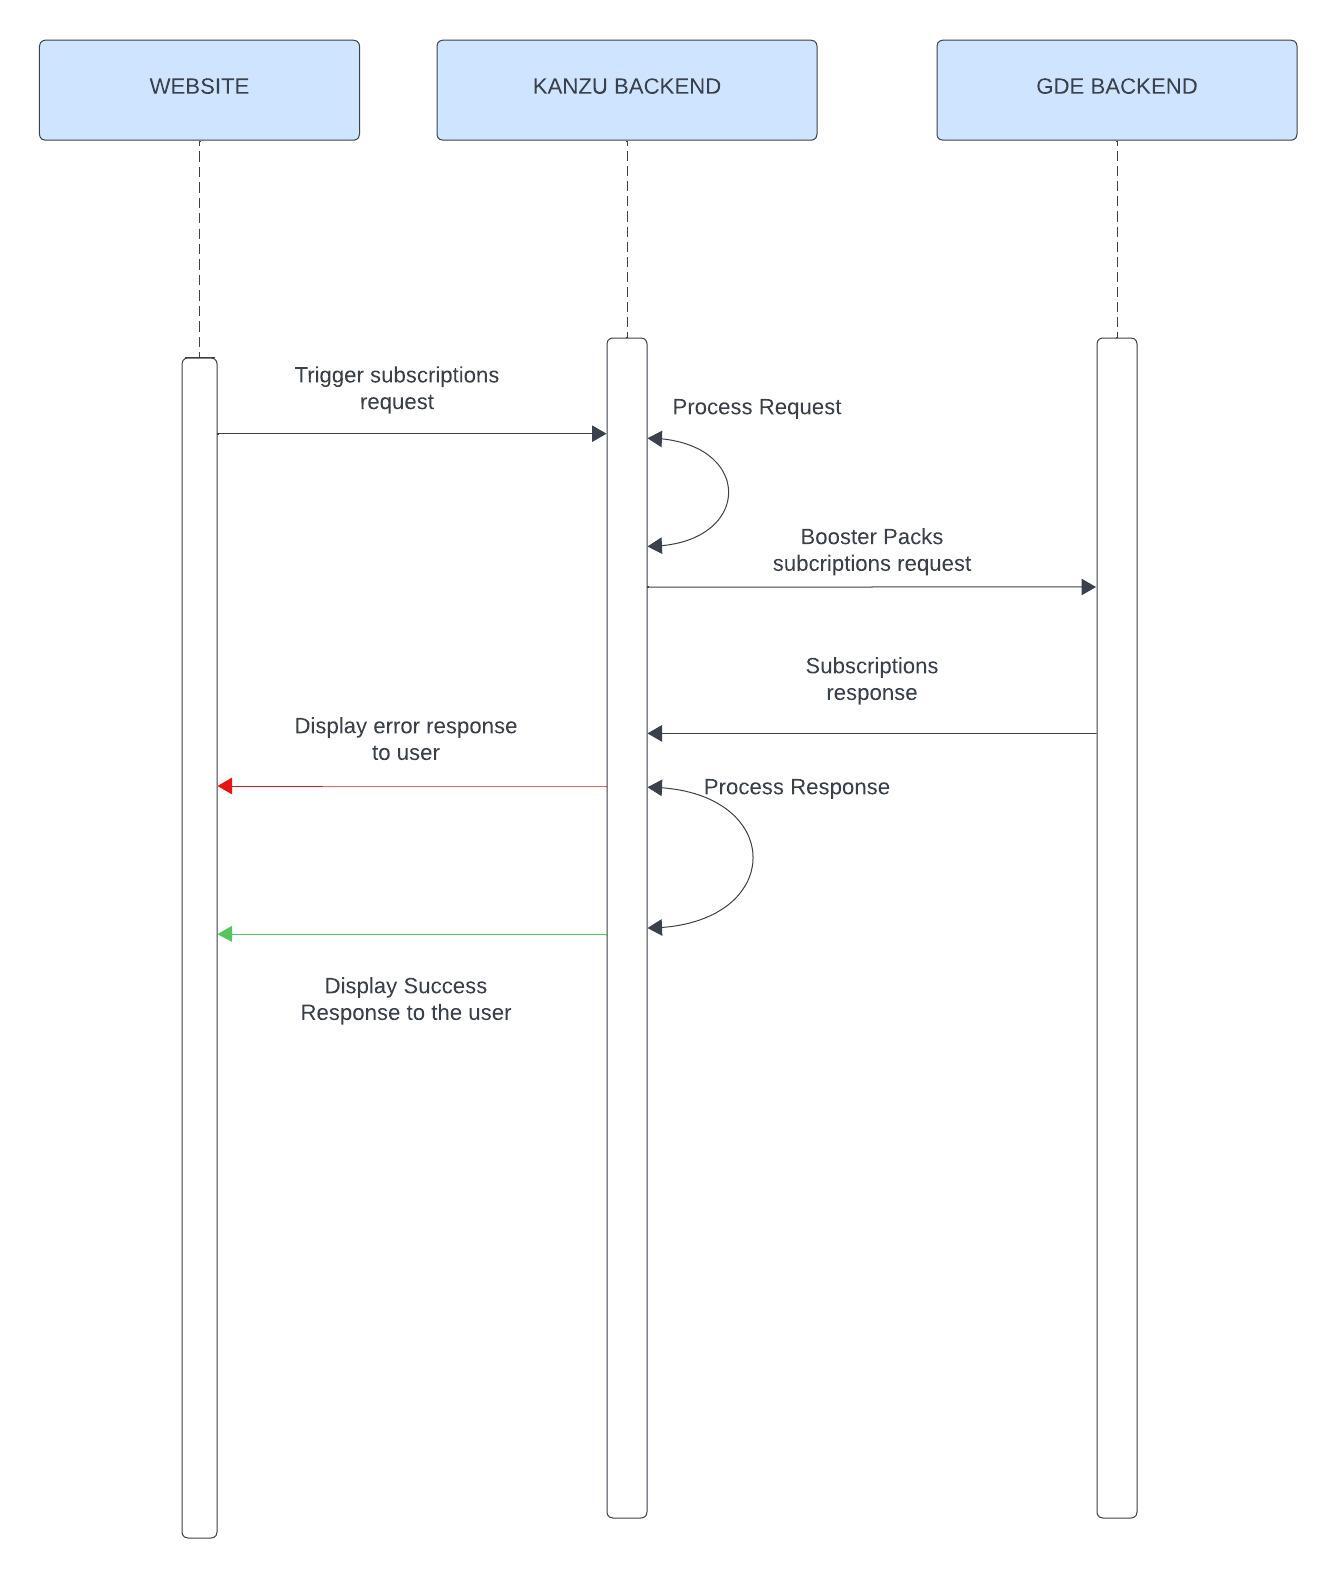 WEBSITE
KANZU BACKEND
GDE BACKEND
Trigger subscriptions
request
Process Request
Booster Packs
subcriptions request
Subscriptions
response
Display error response
to user
Process Response
Display Success
Response to the user